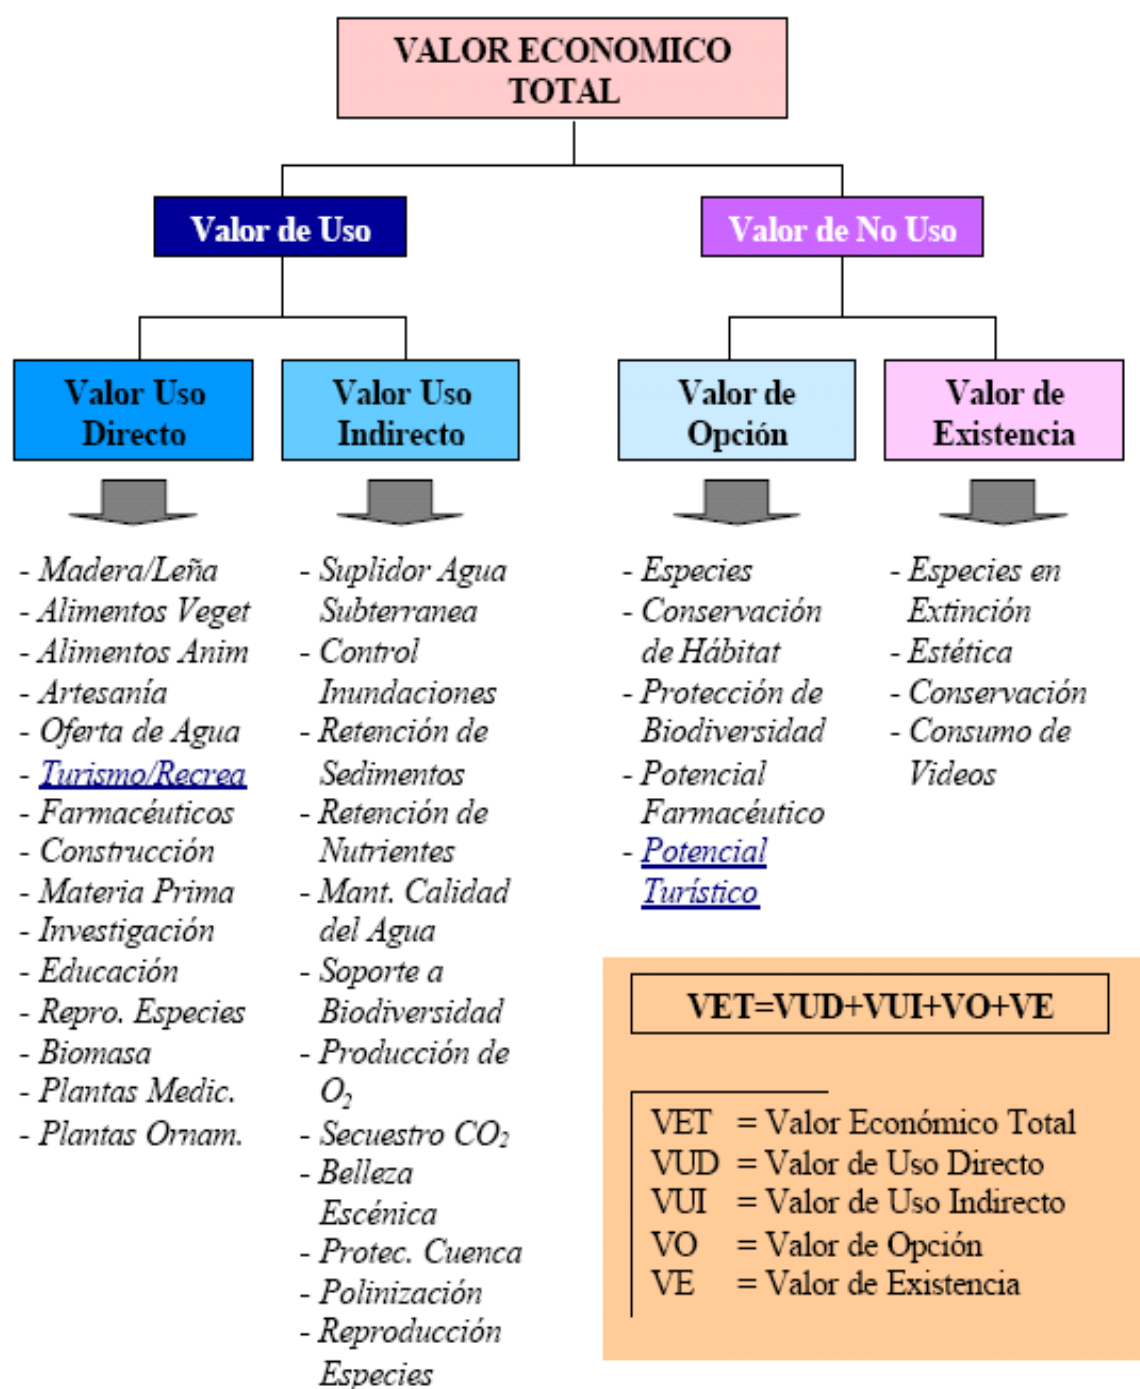 VALOR ECONOMICO
TOTAL
Valor de Uso
Valor de No Uso
Valor Uso
Directo
Valor Uso
Indirecto
Valor de
Opción
Valor de
Existencia
- Madera/Leña
- Alimentos Veget
- Alimentos Anim
- Artesanía
- Oferta de Agua
- Turismo/Recrea
- Farmacéuticos
- Construcción
- Materia Prima
- Investigación
- Educación
- Repro. Especies
- Biomasa
- Plantas Medic.
- Plantas Ornam.
- Suplidor Agua
Subterranea
- Control
Inundaciones
- Retención de
Sedimentos
- Retención de
Nutrientes
- Mant. Calidad
del Agua
- Soporte a
Biodiversidad
- Producción de
O₂
- Secuestro CO₂
- Belleza
Escénica
- Protec. Cuenca
- Polinización
- Reproducción
Especies
- Especies
- Conservación
de Hábitat
- Protección de
Biodiversidad
- Potencial
Farmacéutico
- Potencial
Turístico
- Especies en
Extinción
- Estética
- Conservación
- Consumo de
Videos
VET=VUD+VUI+VO+VE
VET = Valor Económico Total
VUD = Valor de Uso Directo
VUI = Valor de Uso Indirecto
VO = Valor de Opción
VE = Valor de Existencia